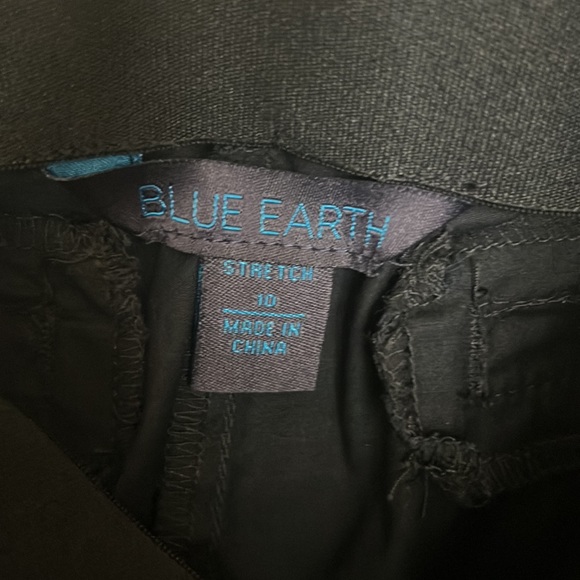 BLUE EARTH
STRETCH
10
MADE IN
CHINA